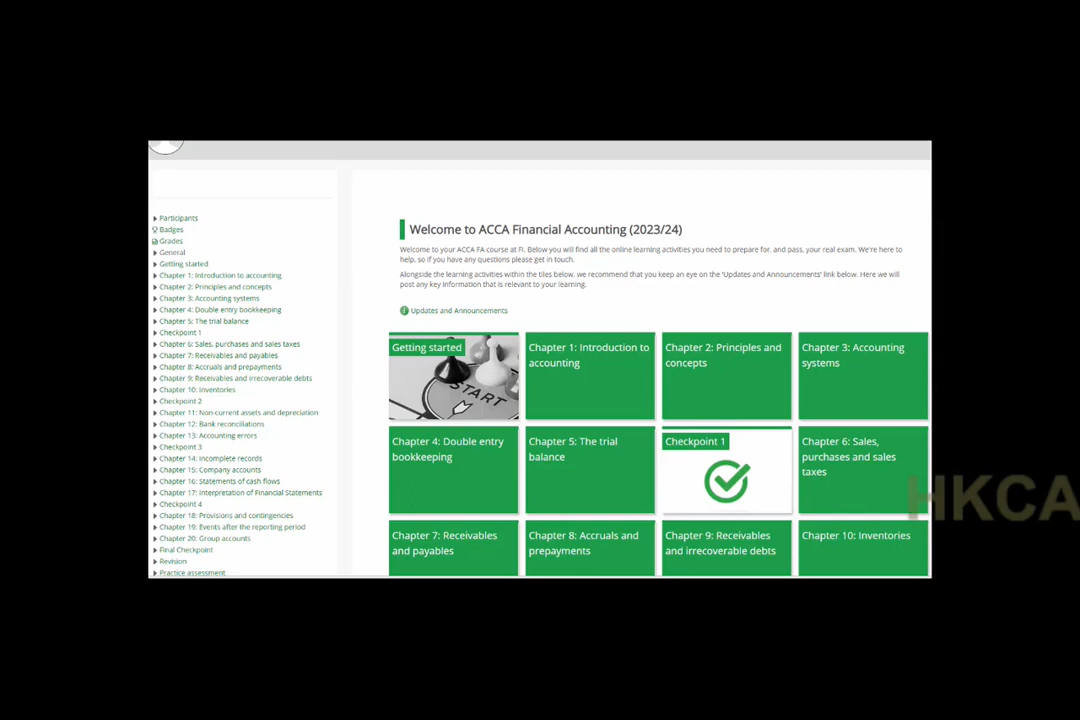 Participants
Badges
Grades
General
Getting started
Chapter 1: Introduction to accounting
Chapter 2: Principles and concepts
Chapter 3: Accounting systems
Chapter 4: Double entry bookkeeping
Chapter 5: The trial balance
Checkpoint 1
Chapter 6: Sales, purchases and sales taxes
Chapter 7: Receivables and payables
Chapter 8: Accruals and prepayments
Chapter 9: Receivables and irrecoverable debts
Chapter 10: Inventories
Checkpoint 2
Chapter 11: Non-current assets and depreciation
Chapter 12: Bank reconciliations
Chapter 13: Accounting errors
Checkpoint 3
Chapter 14: Incomplete records
Chapter 15: Company accounts
Chapter 16: Statements of cash flows
Chapter 17: Interpretation of Financial Statements
Checkpoint 4
Chapter 18: Provisions and contingencies
Chapter 19: Events after the reporting period
Chapter 20: Group accounts
Final Checkpoint
Revision
Practice assessment
Welcome to ACCA Financial Accounting (2023/24)
Welcome to your ACCA FA course at FI. Below you will find all the online learning activities you need to prepare for, and pass, your real exam. We're here to
help, so if you have any questions please get in touch.
Alongside the learning activities within the tiles below, we recommend that you keep an eye on the 'Updates and Announcements' link below. Here we will
post any key information that is relevant to your learning.
Updates and Announcements
Getting started
START
Chapter 1: Introduction to
accounting
Chapter 2: Principles and
concepts
Chapter 3: Accounting
systems
Chapter 4: Double entry
bookkeeping
Chapter 5: The trial
balance
Checkpoint 1
Chapter 6: Sales,
purchases and sales
taxes
Chapter 7: Receivables
and payables
Chapter 8: Accruals and
prepayments
Chapter 9: Receivables
and irrecoverable debts
Chapter 10: Inventories
HKCA